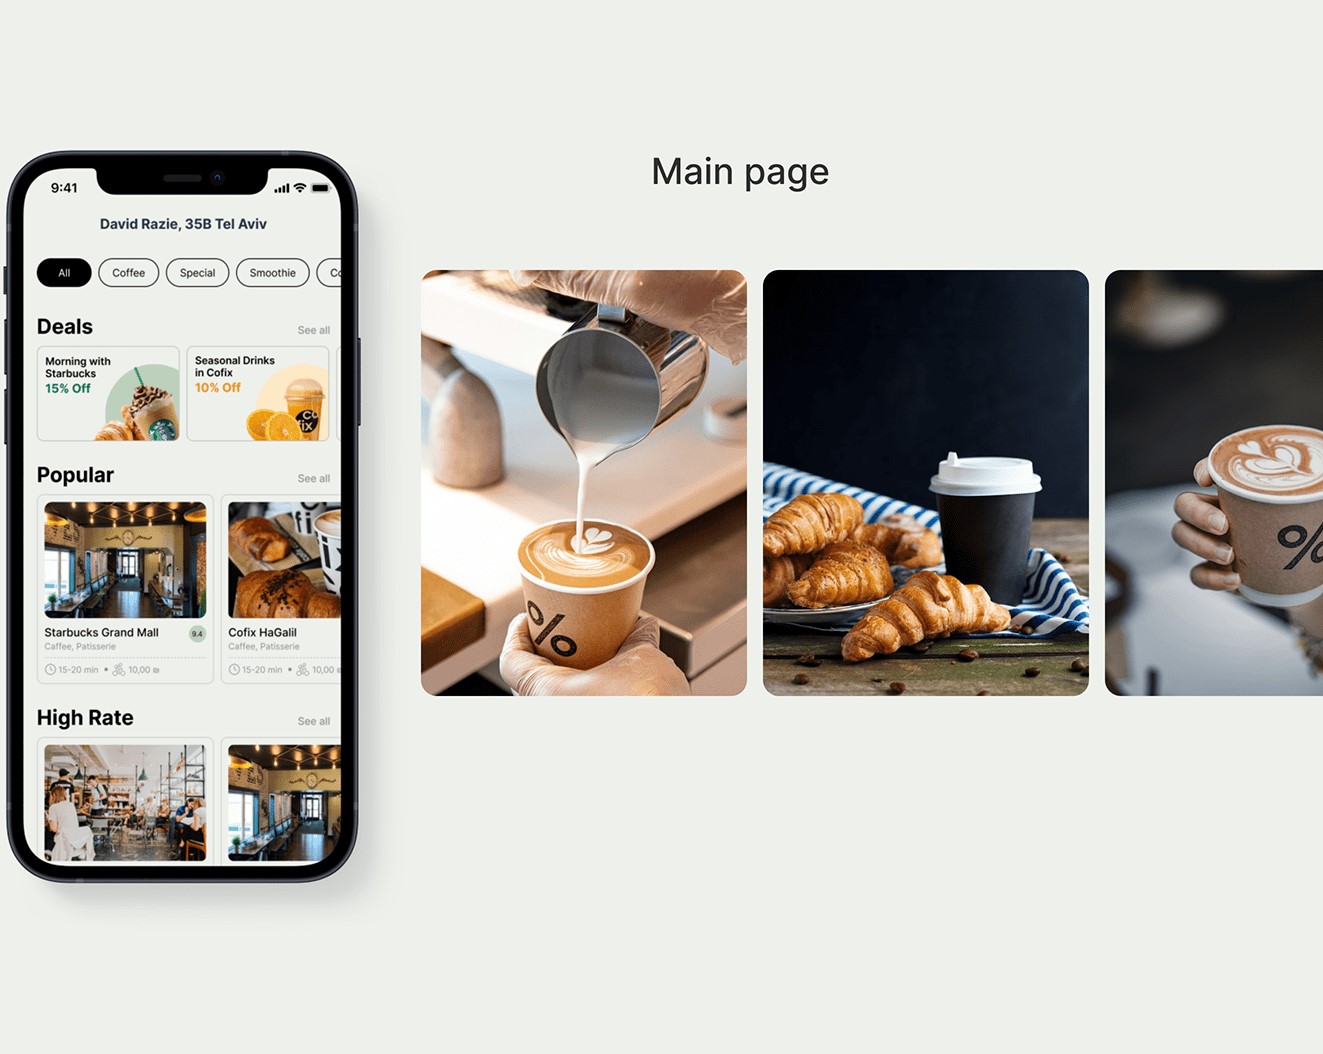 Main page
9:41
David Razie, 35B Tel Aviv
All
Coffee
Special
Smoothie
Co
Deals
See all
Morning with
Starbucks
15% Off
Seasonal Drinks
in Cofix
10% Off
CO
fix
Popular
See all
Starbucks Grand Mall
9.4
Caffee, Patisserie
15-20 min • 10,00 ₪
Cofix HaGalil
Caffee, Patisserie
15-20 min • 10,00
High Rate
See all
%
%